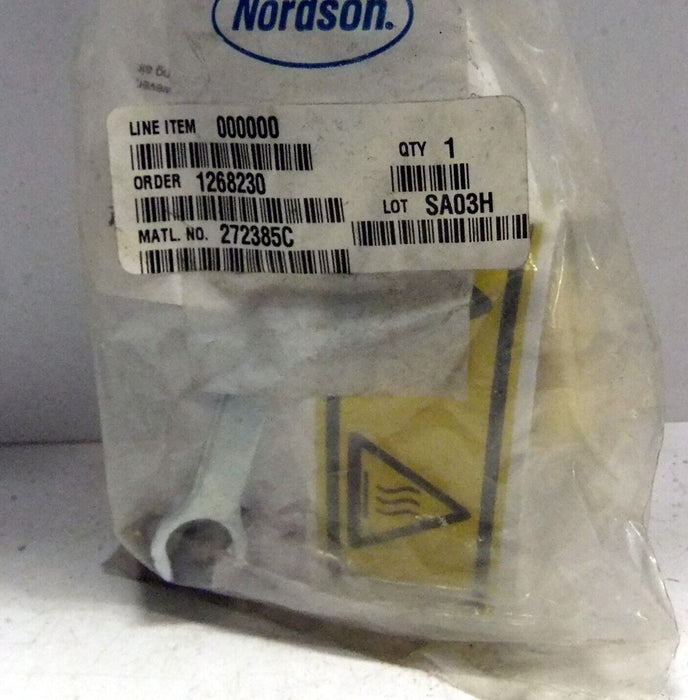 Nordson®
LINE ITEM 000000
QTY 1
ORDER 1268230
LOT SA03H
MATL. NO. 272385C